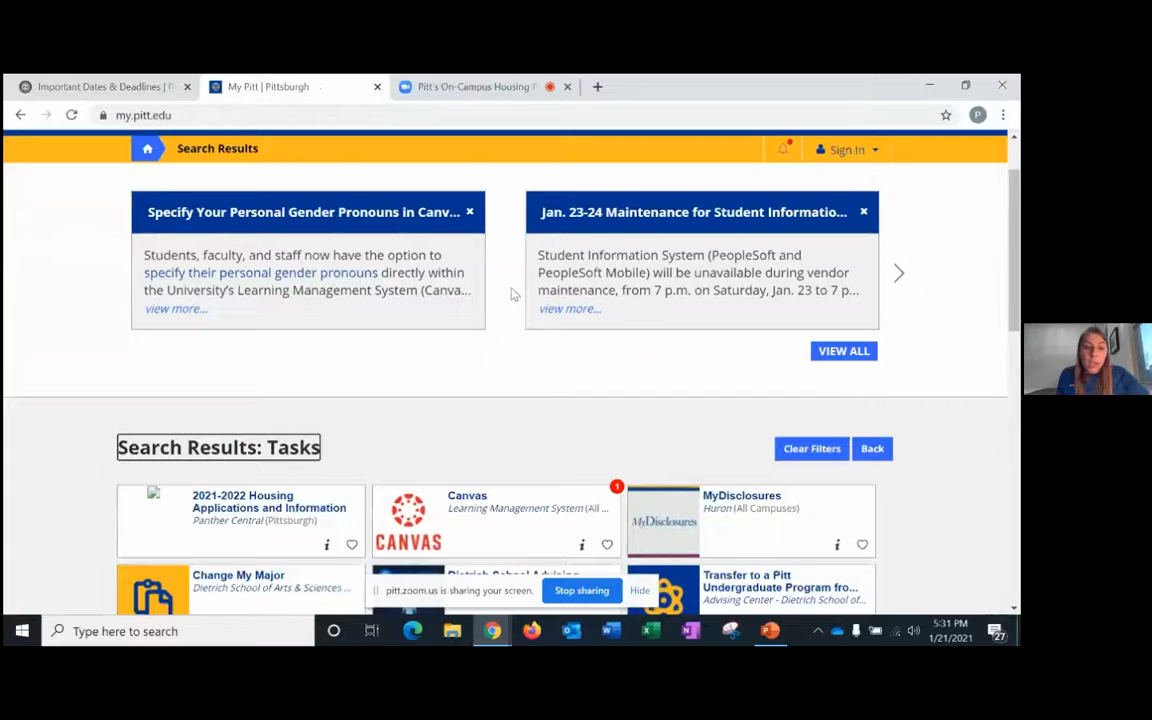 Important Dates & Deadlines | P
My Pitt | Pittsburgh
Pitt's On-Campus Housing P
my.pitt.edu
P
Search Results
Sign In
Specify Your Personal Gender Pronouns in Canv...
Jan. 23-24 Maintenance for Student Informatio...
Students, faculty, and staff now have the option to
specify their personal gender pronouns directly within
the University's Learning Management System (Canva...
view more...
Student Information System (PeopleSoft and
PeopleSoft Mobile) will be unavailable during vendor
maintenance, from 7 p.m. on Saturday, Jan. 23 to 7 p...
view more...
VIEW ALL
Search Results: Tasks
Clear Filters
Back
2021-2022 Housing
Applications and Information
Panther Central (Pittsburgh)
1
CANVAS
Canvas
Learning Management System (All ...
MyDisclosures
MyDisclosures
Huron (All Campuses)
Change My Major
Dietrich School of Arts & Sciences ...
Dietrich School Advising
Transfer to a Pitt
Undergraduate Program fro...
Advising Center - Dietrich School of...
pitt.zoom.us is sharing your screen.
Stop sharing
Hide
Type here to search
5:31 PM
1/21/2021
27